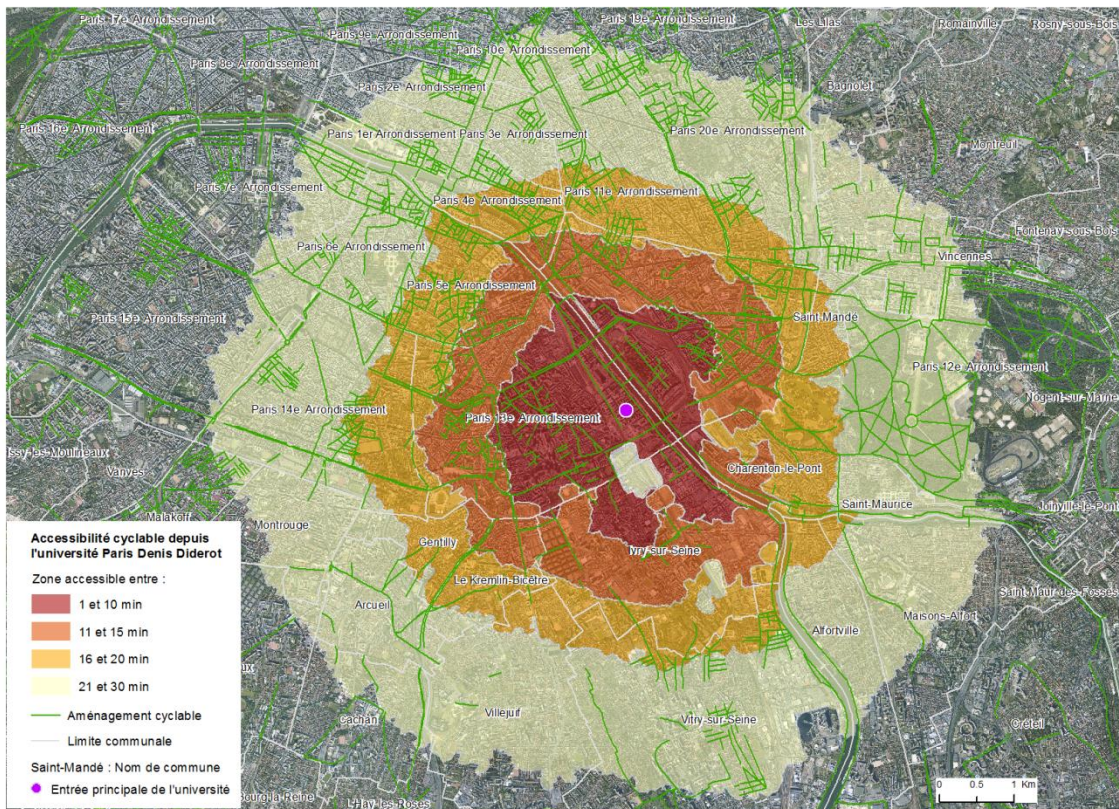 Paris 17e Arrondissement
Paris 19e Arrondissement
Les Lilas
Romainville
Rosny-sous-Bois
Paris 9e Arrondissement
Paris 10e Arrondissement
Paris 8e Arrondissement
Paris 2e Arrondissement
Bagnolet
Paris 16e Arrondissement
Paris 1er Arrondissement
Paris 3e Arrondissement
Paris 20e Arrondissement
Montreuil
Paris 7e Arrondissement
Paris 4e Arrondissement
Paris 11e Arrondissement
Fontenay-sous-Bois
Paris 6e Arrondissement
Vincennes
Paris 5e Arrondissement
Paris 15e Arrondissement
Saint-Mandé
Paris 12e Arrondissement
Nogent-sur-Marne
Paris 14e Arrondissement
Paris 13e Arrondissement
Issy-les-Moulineaux
Vanves
Charenton-le-Pont
Malakoff
Saint-Maurice
Joinville-le-Pont
Montrouge
Gentilly
Ivry-sur-Seine
Le Kremlin-Bicêtre
Saint-Maur-des-Fossés
Arcueil
Maisons-Alfort
Alfortville
Cachan
Villejuif
Vitry-sur-Seine
Créteil
Bourg-la-Reine
L'Hay-les-Roses
Accessibilité cyclable depuis
l'université Paris Denis Diderot
Zone accessible entre :
1 et 10 min
11 et 15 min
16 et 20 min
21 et 30 min
Aménagement cyclable
Limite communale
Saint-Mandé : Nom de commune
Entrée principale de l'université
0 0.5 1 Km